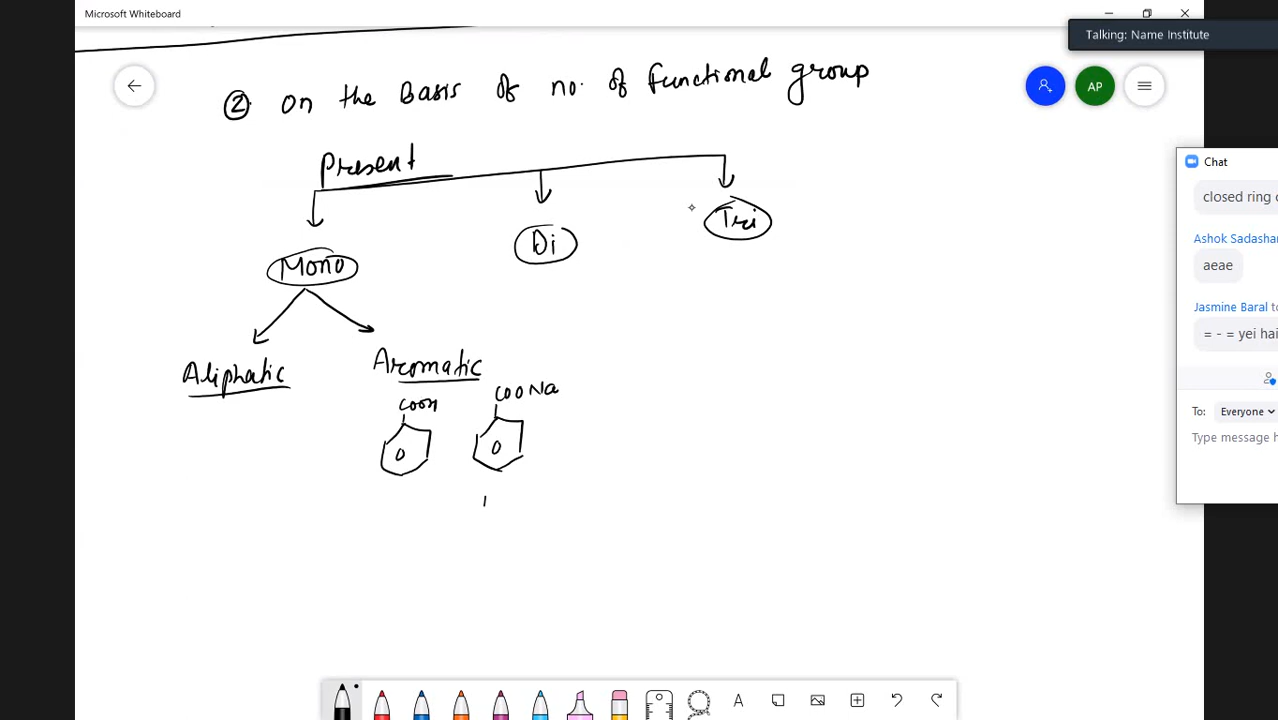 Microsoft Whiteboard
Talking: Name Institute
② On the Basis of no. of Functional group
Present
AP
Mono
Di
Tri
Aliphatic
Aromatic
COOH
COONa
Chat
closed ring
Ashok Sadashar
aeae
Jasmine Baral to
= - = yei hai
To: Everyone
Type message h
A